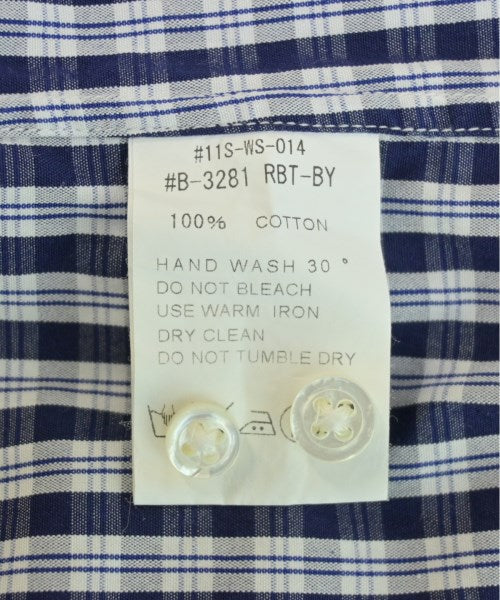 #11S-WS-014
#B-3281 RBT-BY
100% COTTON
HAND WASH 30°
DO NOT BLEACH
USE WARM IRON
DRY CLEAN
DO NOT TUMBLE DRY